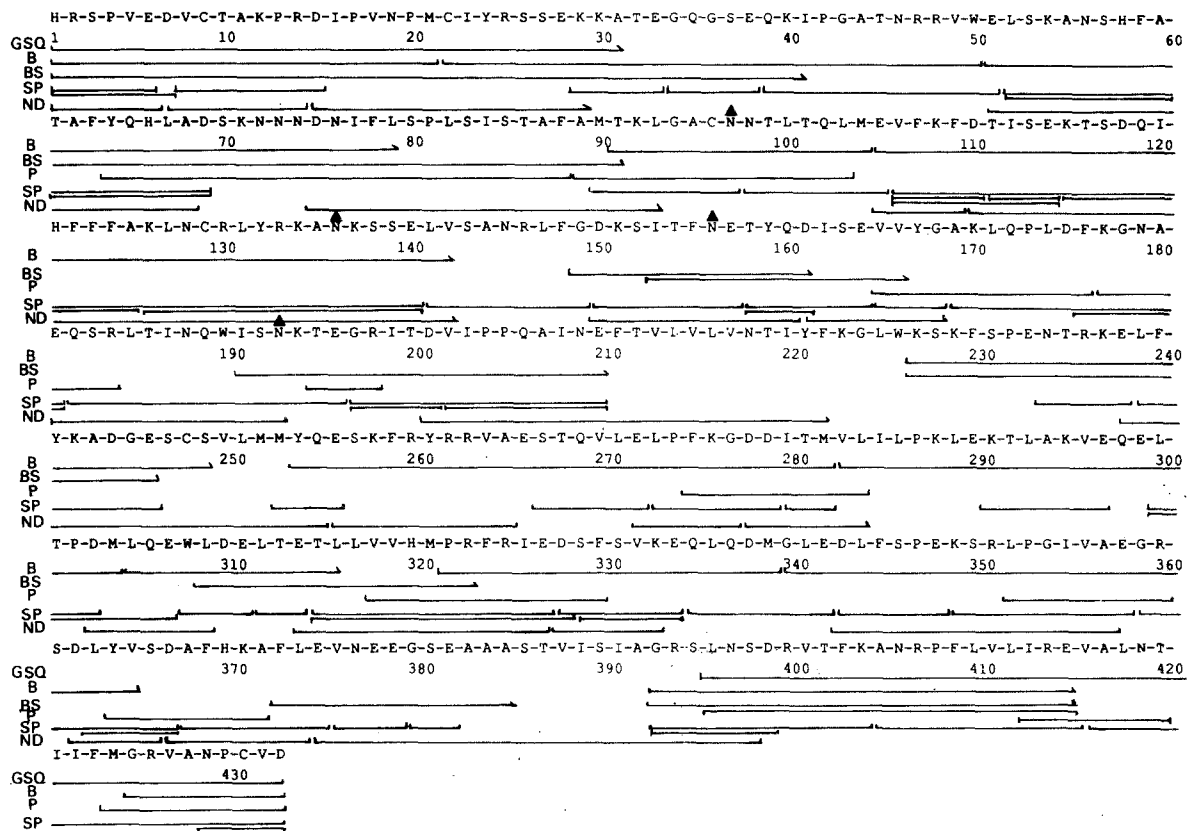 H-R-S-P-V-E-D-V-C-T-A-K-P-R-D-I-P-V-N-P-M-C-I-Y-R-S-S-E-K-K-A-T-E-G-Q-G-S-E-Q-K-I-P-G-A-T-N-R-R-V-W-E-L-S-K-A-N-S-H-F-A-
1 10 20 30 40 50 60
GSQ
B
BS
SP
ND
T-A-F-Y-Q-H-L-A-D-S-K-N-N-N-D-N-I-F-L-S-P-L-S-I-S-T-A-F-A-M-T-K-L-G-A-C-N-N-T-L-T-Q-L-M-E-V-F-K-F-D-T-I-S-E-K-T-S-D-Q-I-
70 80 90 100 110 120
B
BS
P
SP
ND
H-F-F-F-A-K-L-N-C-R-L-Y-R-K-A-N-K-S-S-E-L-V-S-A-N-R-L-F-G-D-K-S-I-T-F-N-E-T-Y-Q-D-I-S-E-V-V-Y-G-A-K-L-Q-P-L-D-F-K-G-N-A-
130 140 150 160 170 180
B
BS
P
SP
ND
E-Q-S-R-L-T-I-N-Q-W-I-S-N-K-T-E-G-R-I-T-D-V-I-P-P-Q-A-I-N-E-F-T-V-L-V-L-V-N-T-I-Y-F-K-G-L-W-K-S-K-F-S-P-E-N-T-R-K-E-L-F-
190 200 210 220 230 240
B
BS
P
SP
ND
Y-K-A-D-G-E-S-C-S-V-L-M-M-Y-Q-E-S-K-F-R-Y-R-R-V-A-E-S-T-Q-V-L-E-L-P-F-K-G-D-D-I-T-M-V-L-I-L-P-K-L-E-K-T-L-A-K-V-E-Q-E-L-
250 260 270 280 290 300
B
BS
P
SP
ND
T-P-D-M-L-Q-E-W-L-D-E-L-T-E-T-L-L-V-V-H-M-P-R-F-R-I-E-D-S-F-S-V-K-E-Q-L-Q-D-M-G-L-E-D-L-F-S-P-E-K-S-R-L-P-G-I-V-A-E-G-R-
310 320 330 340 350 360
B
BS
P
SP
ND
S-D-L-Y-V-S-D-A-F-H-K-A-F-L-E-V-N-E-E-G-S-E-A-A-A-S-T-V-I-S-I-A-G-R-S-L-N-S-D-R-V-T-F-K-A-N-R-P-F-L-V-L-I-R-E-V-A-L-N-T-
370 380 390 400 410 420
GSQ
B
BS
P
SP
ND
I-I-F-M-G-R-V-A-N-P-C-V-D
430
GSQ
B
P
SP